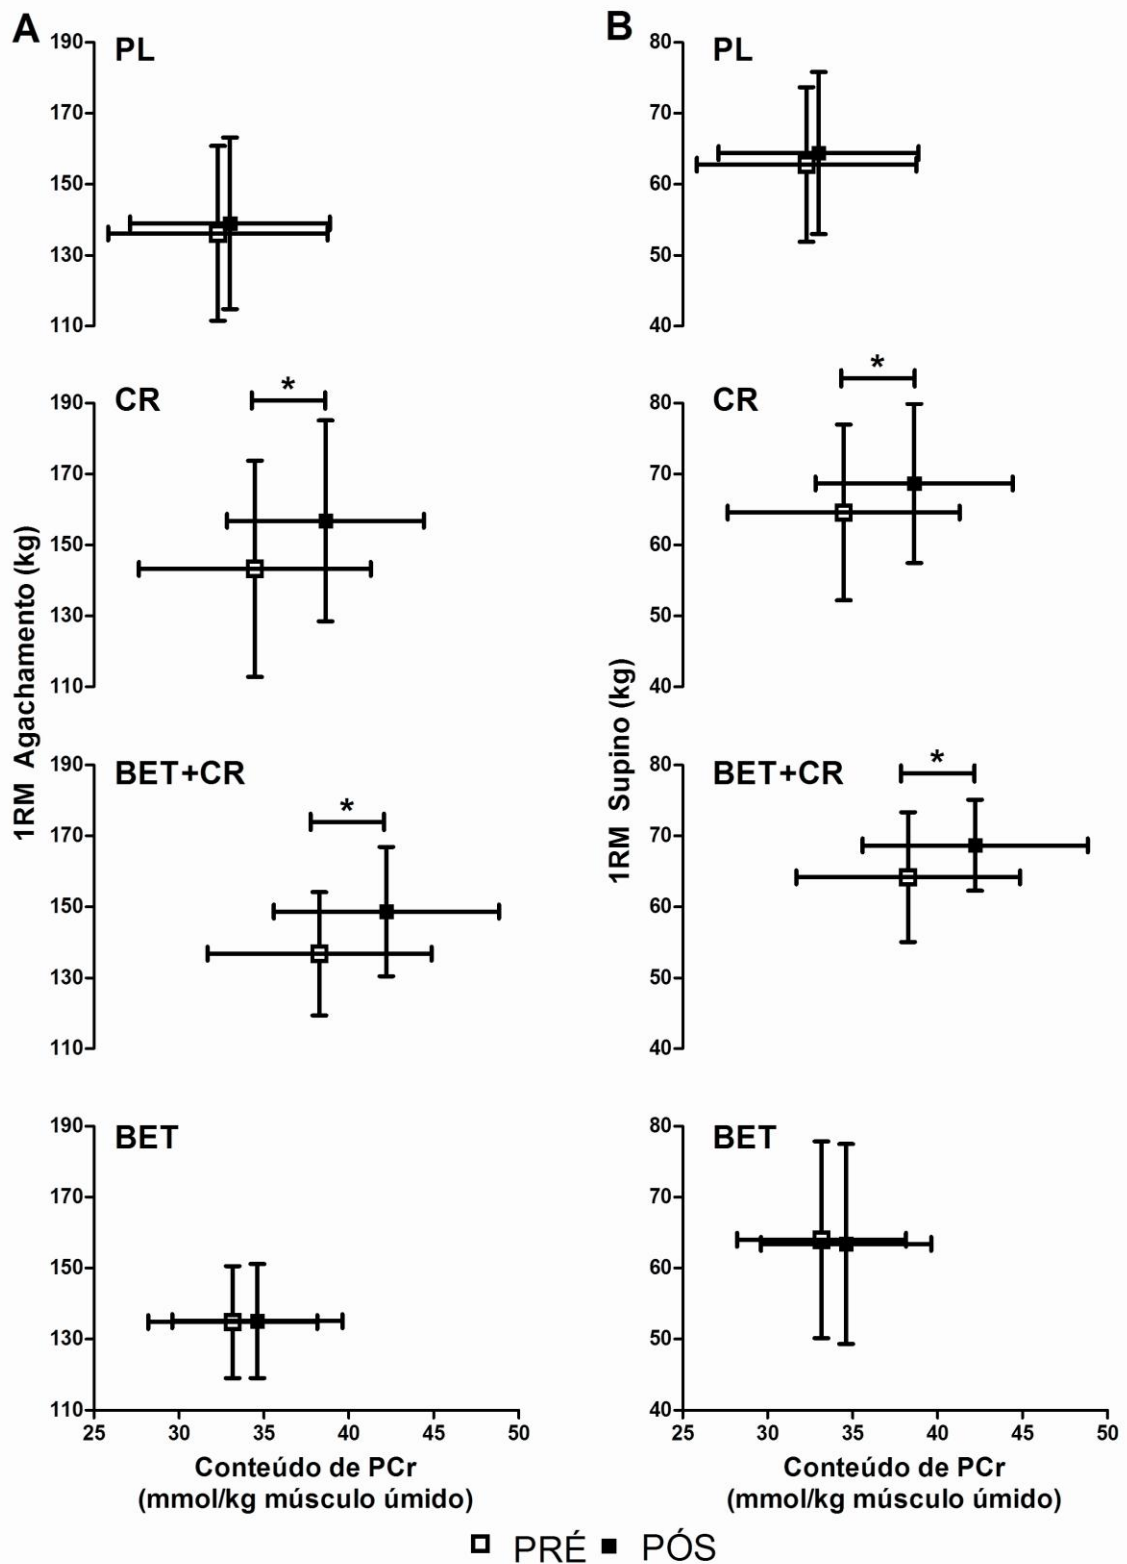 A
PL
190
170
150
130
110
CR
*
190
170
150
130
110
BET+CR
*
190
170
150
130
110
BET
190
170
150
130
110
25 30 35 40 45 50
1RM Agachamento (kg)
Conteúdo de PCr
(mmol/kg músculo úmido)
B
PL
80
70
60
50
40
CR
*
80
70
60
50
40
BET+CR
*
80
70
60
50
40
BET
80
70
60
50
40
25 30 35 40 45 50
1RM Supino (kg)
Conteúdo de PCr
(mmol/kg músculo úmido)
PRÉ PÓS